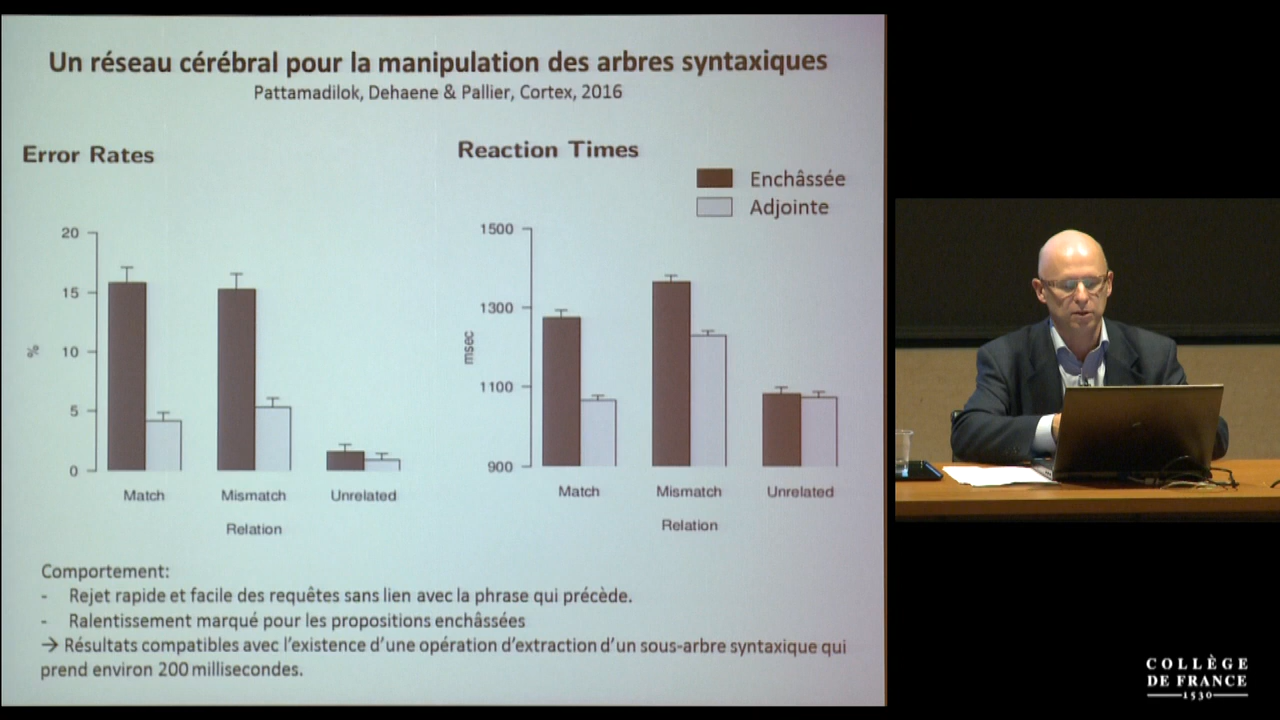 Un réseau cérébral pour la manipulation des arbres syntaxiques
Pattamadilok, Dehaene & Pallier, Cortex, 2016
Error Rates
Reaction Times
Enchâssée
Adjointe
20
15
10
5
0
%
Match
Mismatch
Unrelated
Relation
1500
1300
1100
900
msec
Match
Mismatch
Unrelated
Relation
Comportement:
- Rejet rapide et facile des requêtes sans lien avec la phrase qui précède.
- Ralentissement marqué pour les propositions enchâssées
→ Résultats compatibles avec l'existence d'une opération d'extraction d'un sous-arbre syntaxique qui
prend environ 200 millisecondes.
COLLÈGE
DE FRANCE
1530